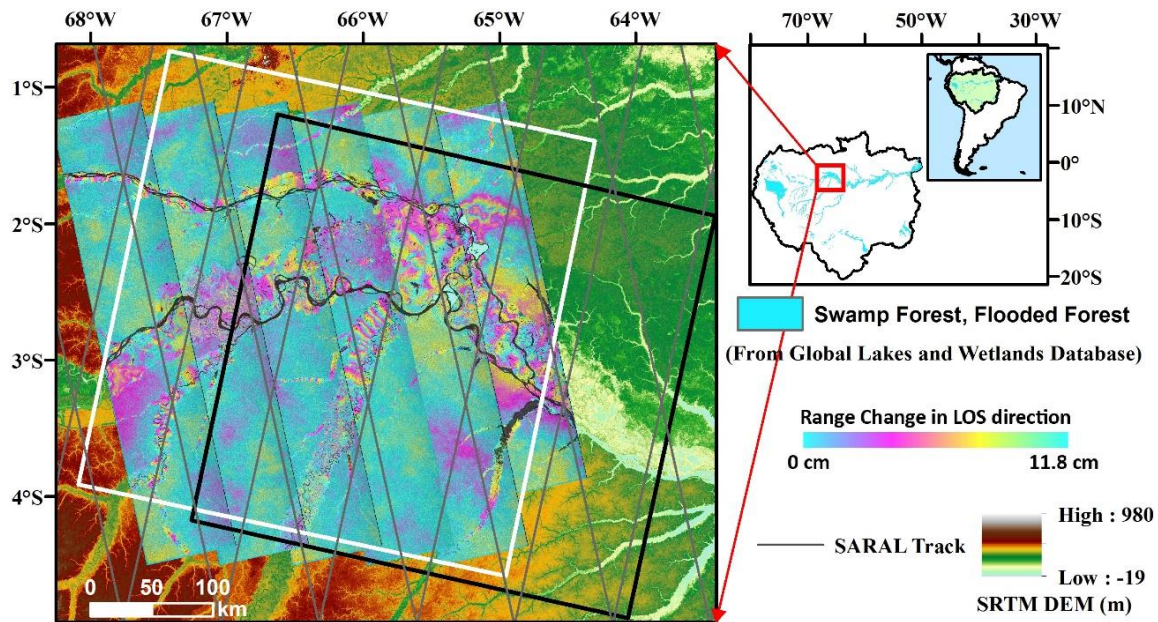 68°W 67°W 66°W 65°W 64°W
70°W 50°W 30°W
1°S
2°S
3°S
4°S
0 50 100
km
10°N
0°
10°S
20°S
Swamp Forest, Flooded Forest
(From Global Lakes and Wetlands Database)
Range Change in LOS direction
0 cm 11.8 cm
SARAL Track
High : 980
Low : -19
SRTM DEM (m)